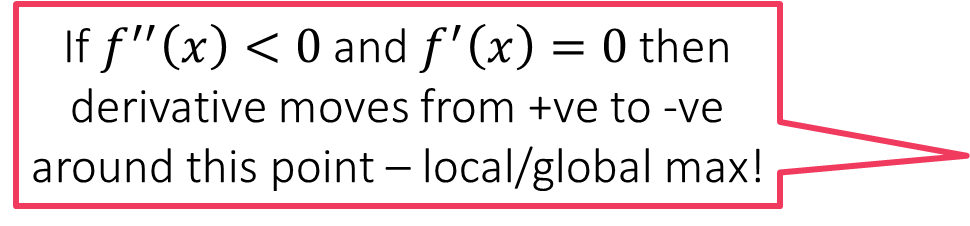 If f′′(x) < 0 and f′(x) = 0 then
derivative moves from +ve to -ve
around this point – local/global max!